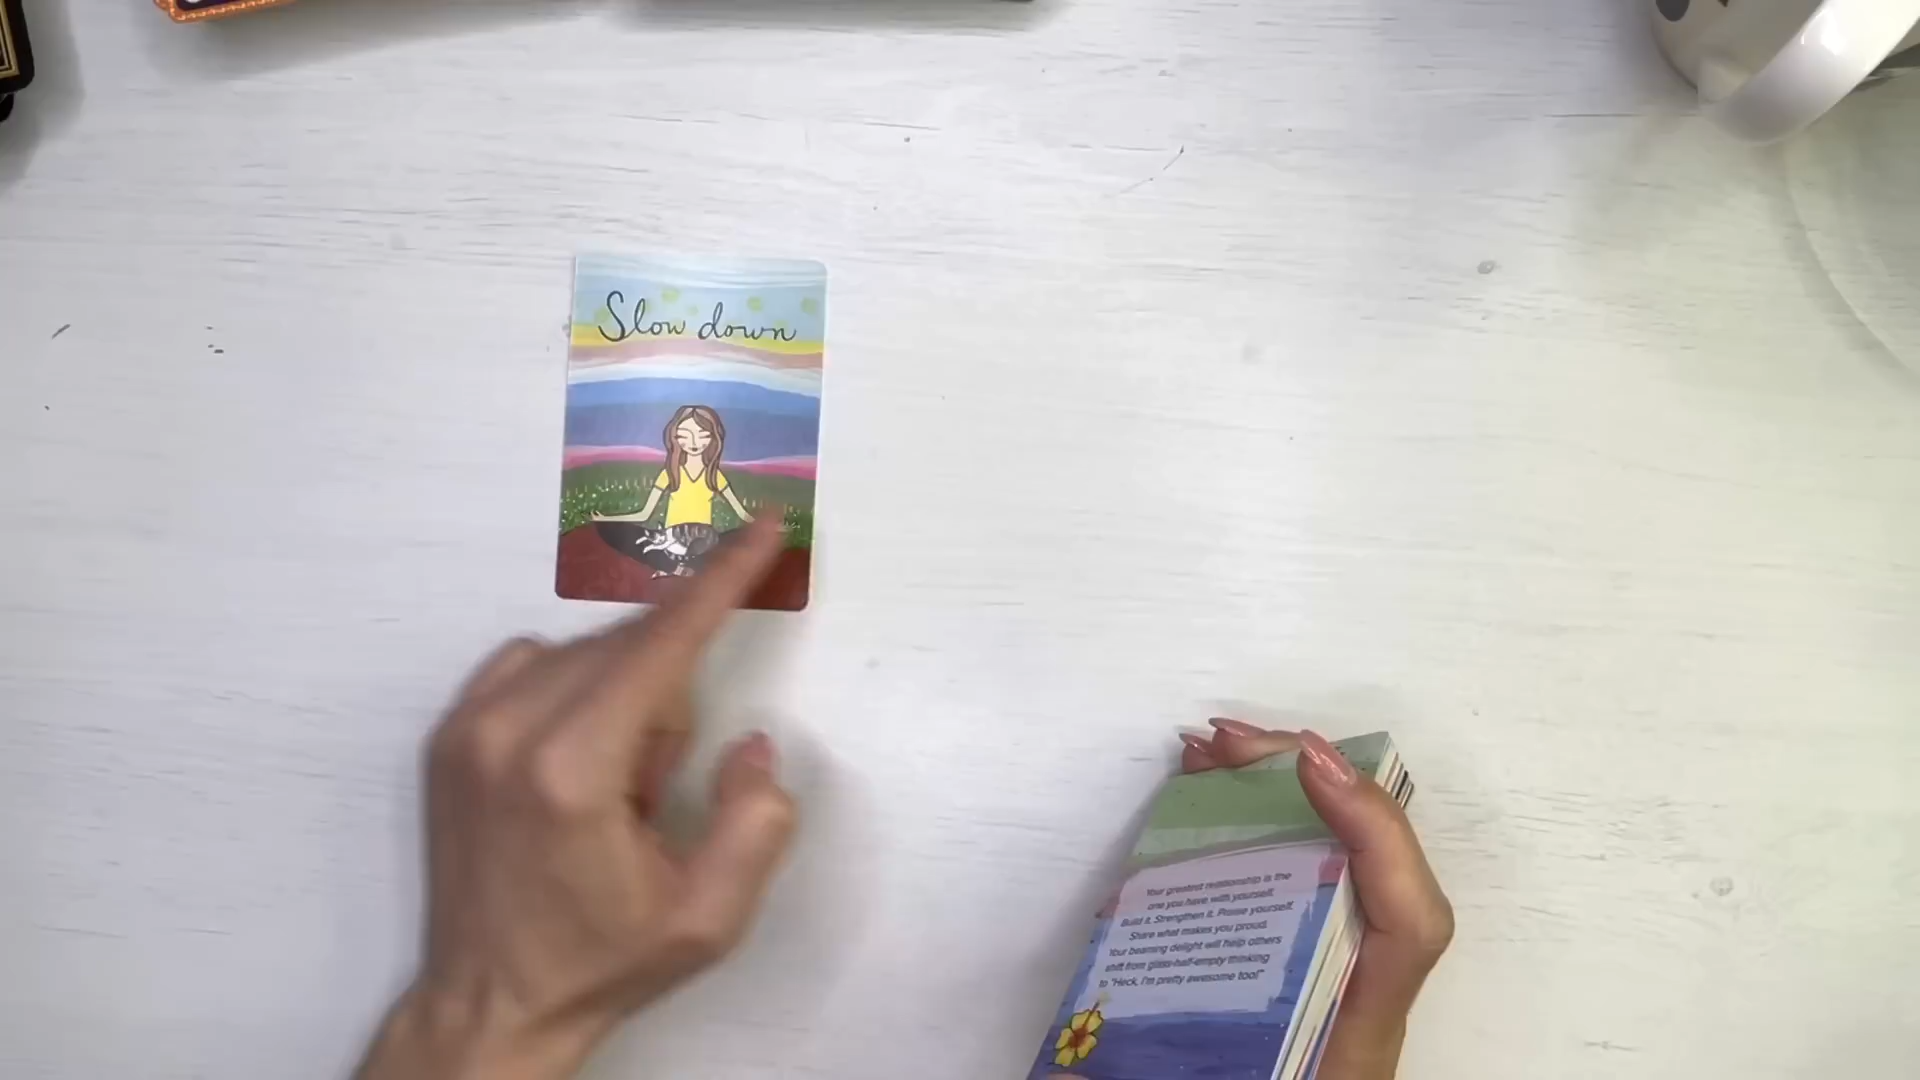 Slow down
Your greatest relationship is the
one you have with yourself.
Build it. Strengthen it. Praise yourself.
Share what makes you proud.
Your beaming delight will help others
shift from glass-half-empty thinking
to "Heck, I'm pretty awesome too!"